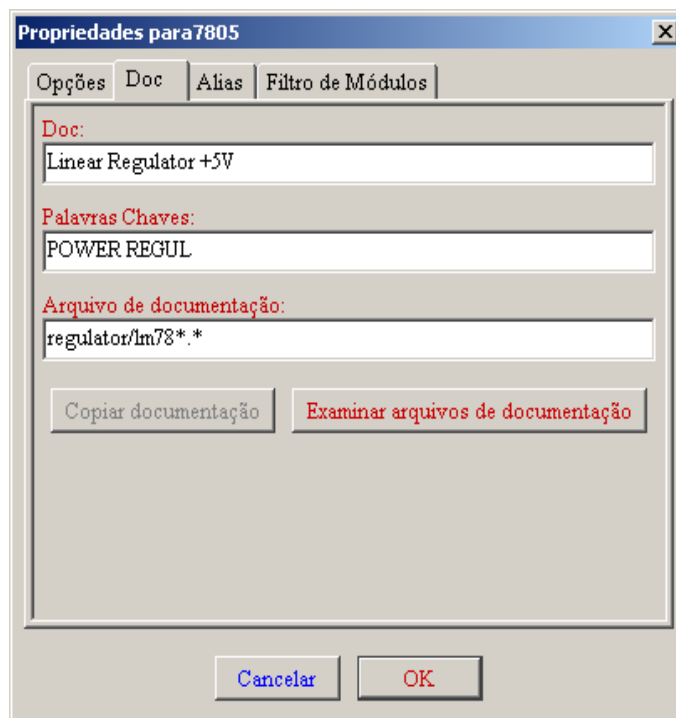 Propriedades para7805
Opções Doc Alias Filtro de Módulos
Doc:
Linear Regulator +5V
Palavras Chaves:
POWER REGUL
Arquivo de documentação:
regulator/lm78*.*
Copiar documentação Examinar arquivos de documentação
Cancelar OK